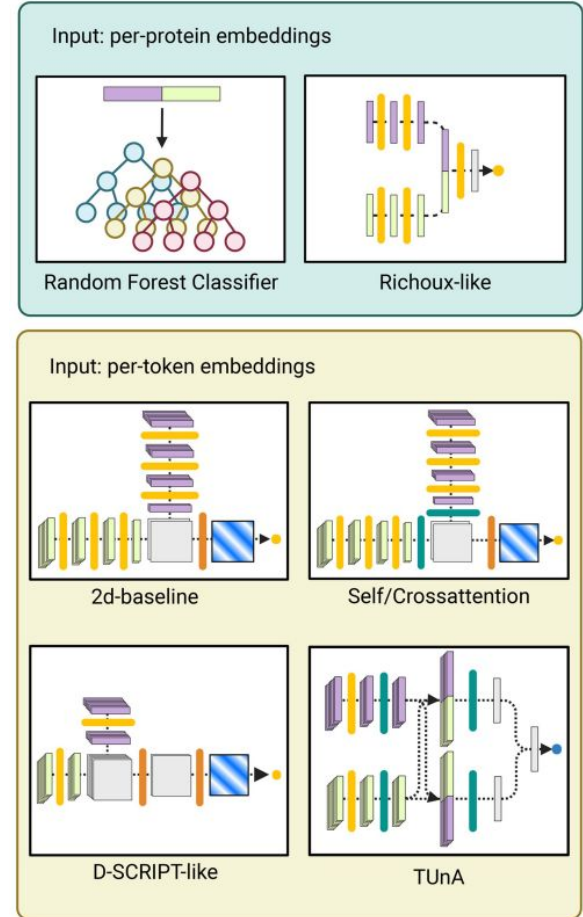 Input: per-protein embeddings
Random Forest Classifier
Richoux-like
Input: per-token embeddings
2d-baseline
Self/Crossattention
D-SCRIPT-like
TUnA